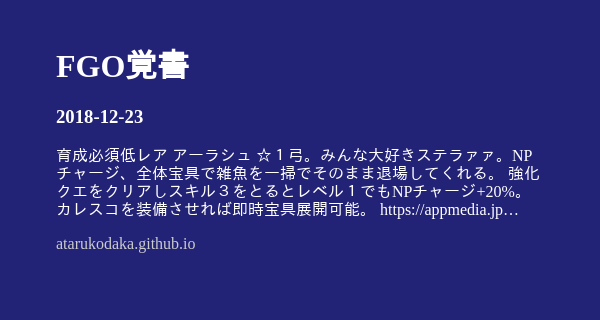 FGO覚書
2018-12-23
育成必須低レア アーラシュ ☆１弓。みんな大好きステラァァ。NP
チャージ、全体宝具で雑魚を一掃でそのまま退場してくれる。 強化
クエをクリアしスキル３をとるとレベル１でもNPチャージ+20%。
カレスコを装備させれば即時宝具展開可能。 https://appmedia.jp…
atarukodaka.github.io